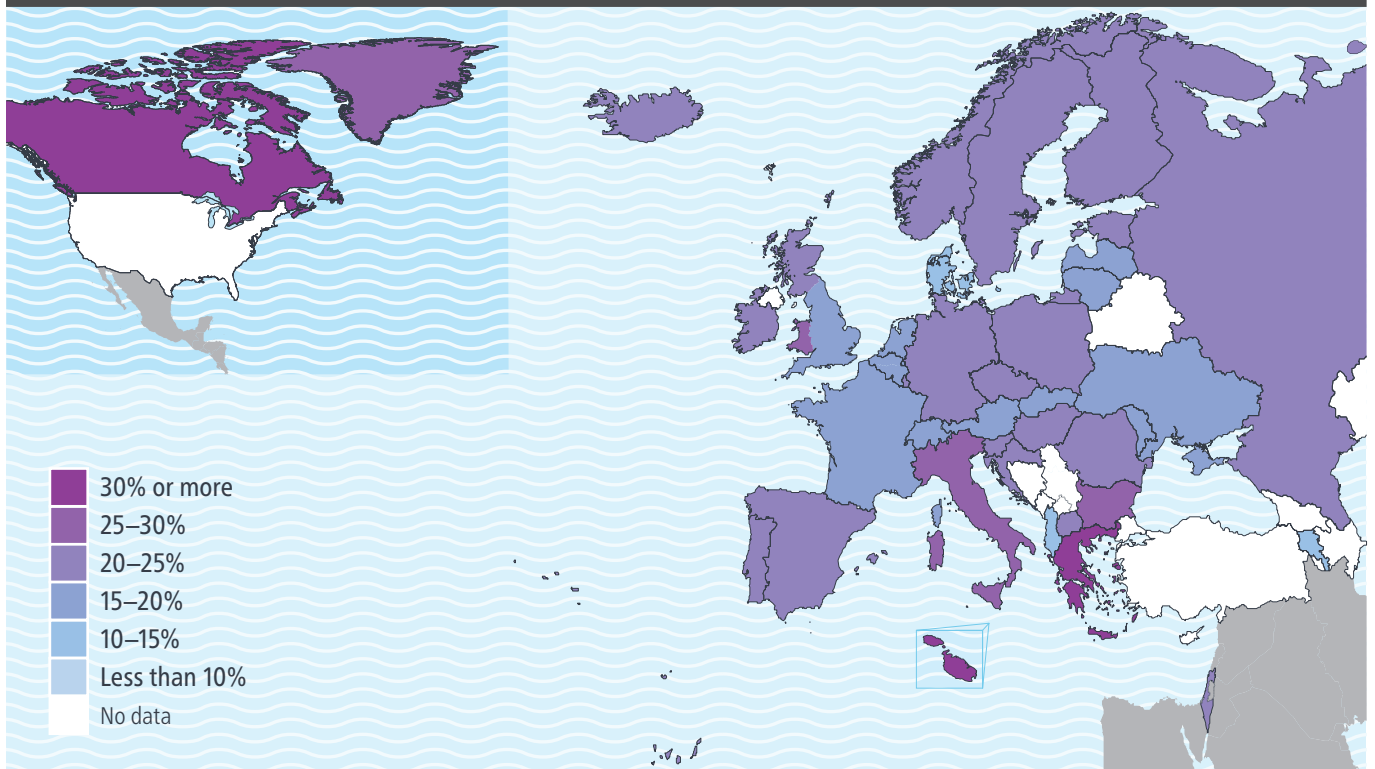 30% or more
25–30%
20–25%
15–20%
10–15%
Less than 10%
No data